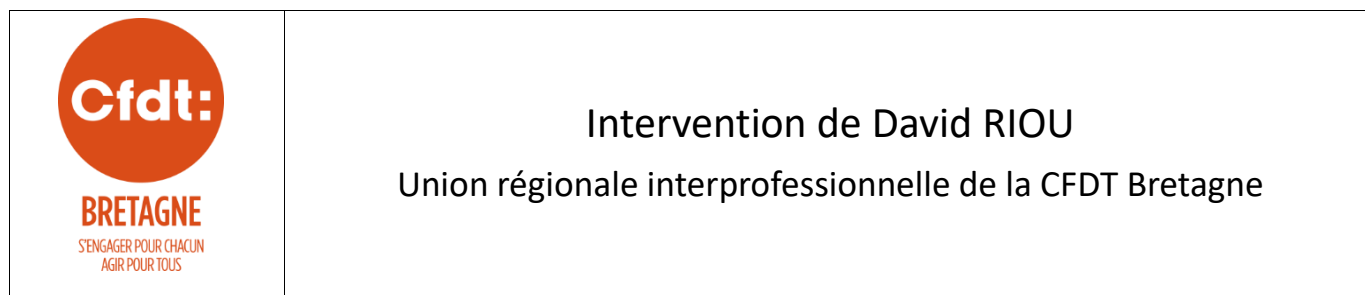 Cfdt:
BRETAGNE
S'ENGAGER POUR CHACUN
AGIR POUR TOUS
Intervention de David RIOU
Union régionale interprofessionnelle de la CFDT Bretagne